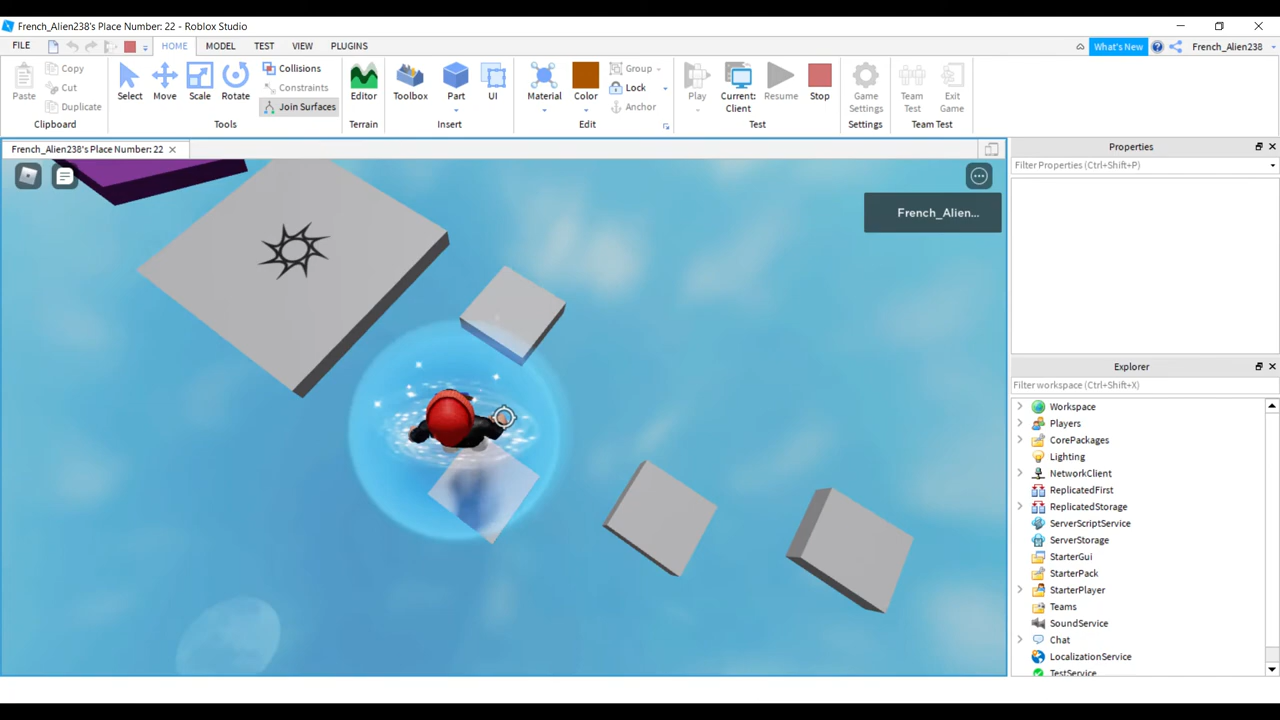 French_Alien238's Place Number: 22 - Roblox Studio
FILE HOME MODEL TEST VIEW PLUGINS What's New French_Alien238
Paste Copy Cut Duplicate
Clipboard
Select Move Scale Rotate Collisions Constraints Join Surfaces
Tools
Editor
Terrain
Toolbox Part UI
Insert
Material Color Group Lock Anchor
Edit
Play Current: Client Resume Stop
Test
Game Settings
Settings
Team Test Exit Game
Team Test
French_Alien238's Place Number: 22
French_Alien...
Properties
Filter Properties (Ctrl+Shift+P)
Explorer
Filter workspace (Ctrl+Shift+X)
Workspace
Players
CorePackages
Lighting
NetworkClient
ReplicatedFirst
ReplicatedStorage
ServerScriptService
ServerStorage
StarterGui
StarterPack
StarterPlayer
Teams
SoundService
Chat
LocalizationService
TestService